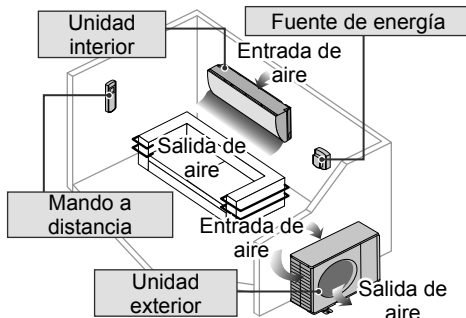 Unidad
interior
Fuente de energía
Entrada de
aire
Salida de
aire
Mando a
distancia
Entrada de
aire
Unidad
exterior
Salida de
aire